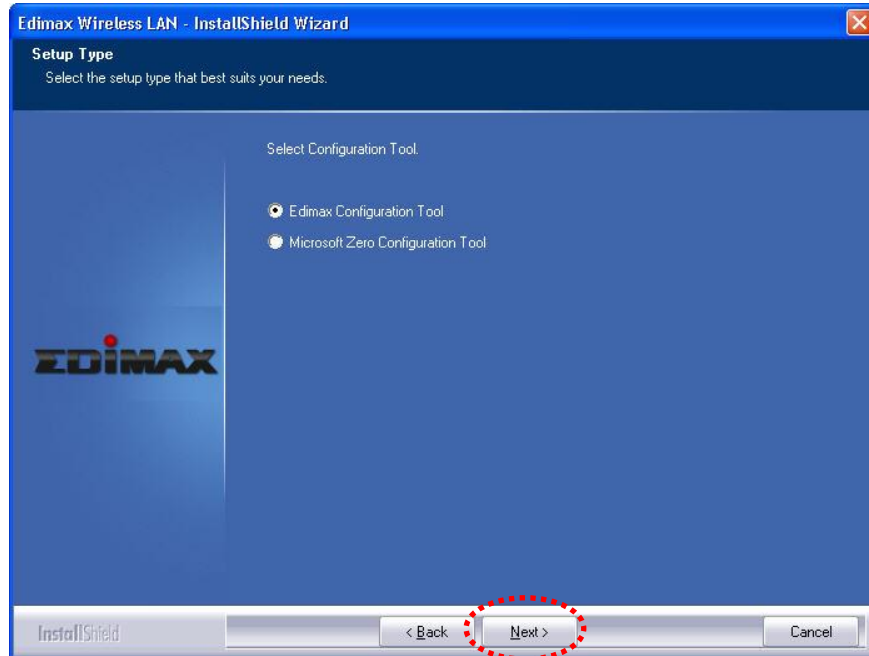 Edimax Wireless LAN - InstallShield Wizard
Setup Type
Select the setup type that best suits your needs.
Select Configuration Tool.
Edimax Configuration Tool
Microsoft Zero Configuration Tool
EDIMAX
InstallShield
< Back
Next >
Cancel